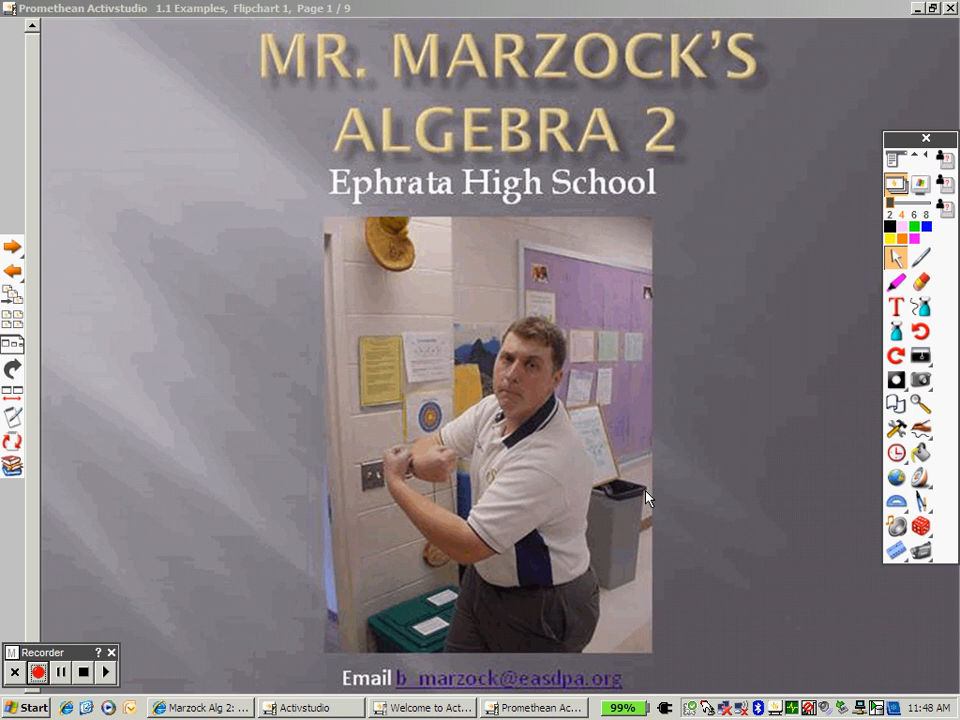 Promethean Activstudio 1.1 Examples, Flipchart 1, Page 1 / 9
MR. MARZOCK'S
ALGEBRA 2
Ephrata High School
2 4 6 8
T
M Recorder ?
Email b_marzock@easdpa.org
Start Marzock Alg 2: ... Activstudio Welcome to Act... Promethean Ac... 99% 11:48 AM